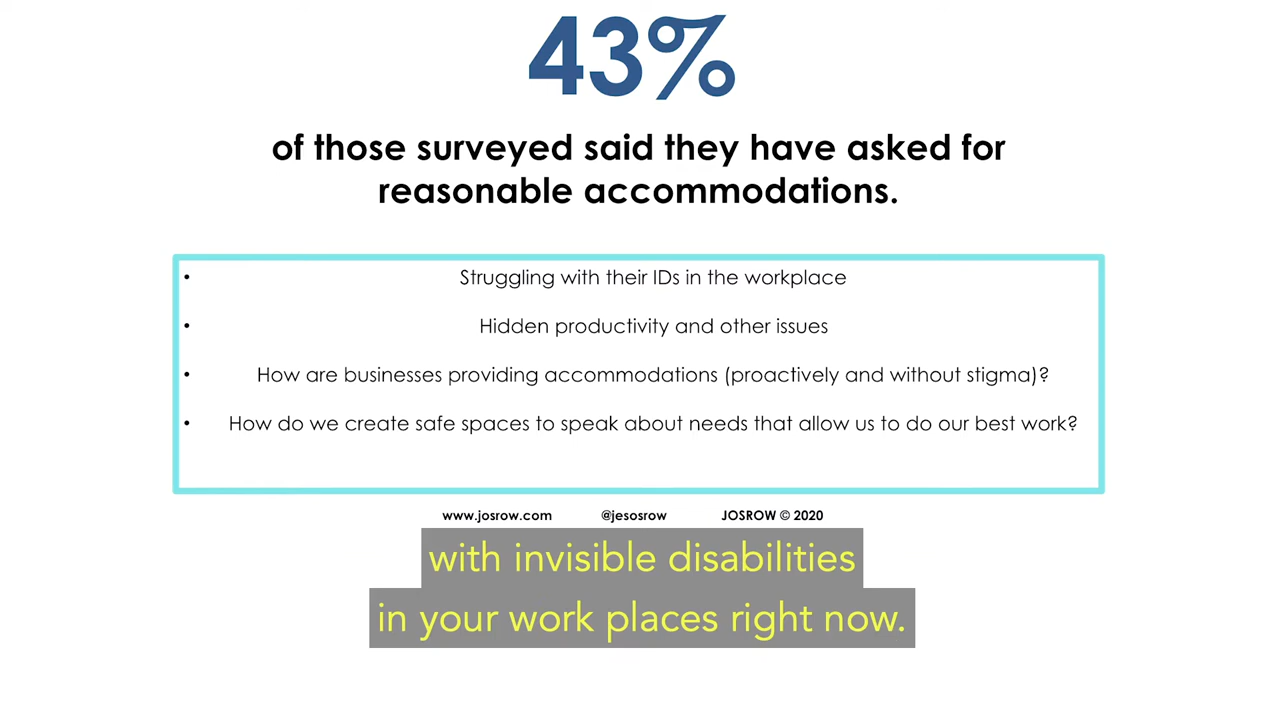 43%
of those surveyed said they have asked for
reasonable accommodations.
• Struggling with their IDs in the workplace
• Hidden productivity and other issues
• How are businesses providing accommodations (proactively and without stigma)?
• How do we create safe spaces to speak about needs that allow us to do our best work?
www.josrow.com @jesosrow JOSROW © 2020
with invisible disabilities
in your work places right now.